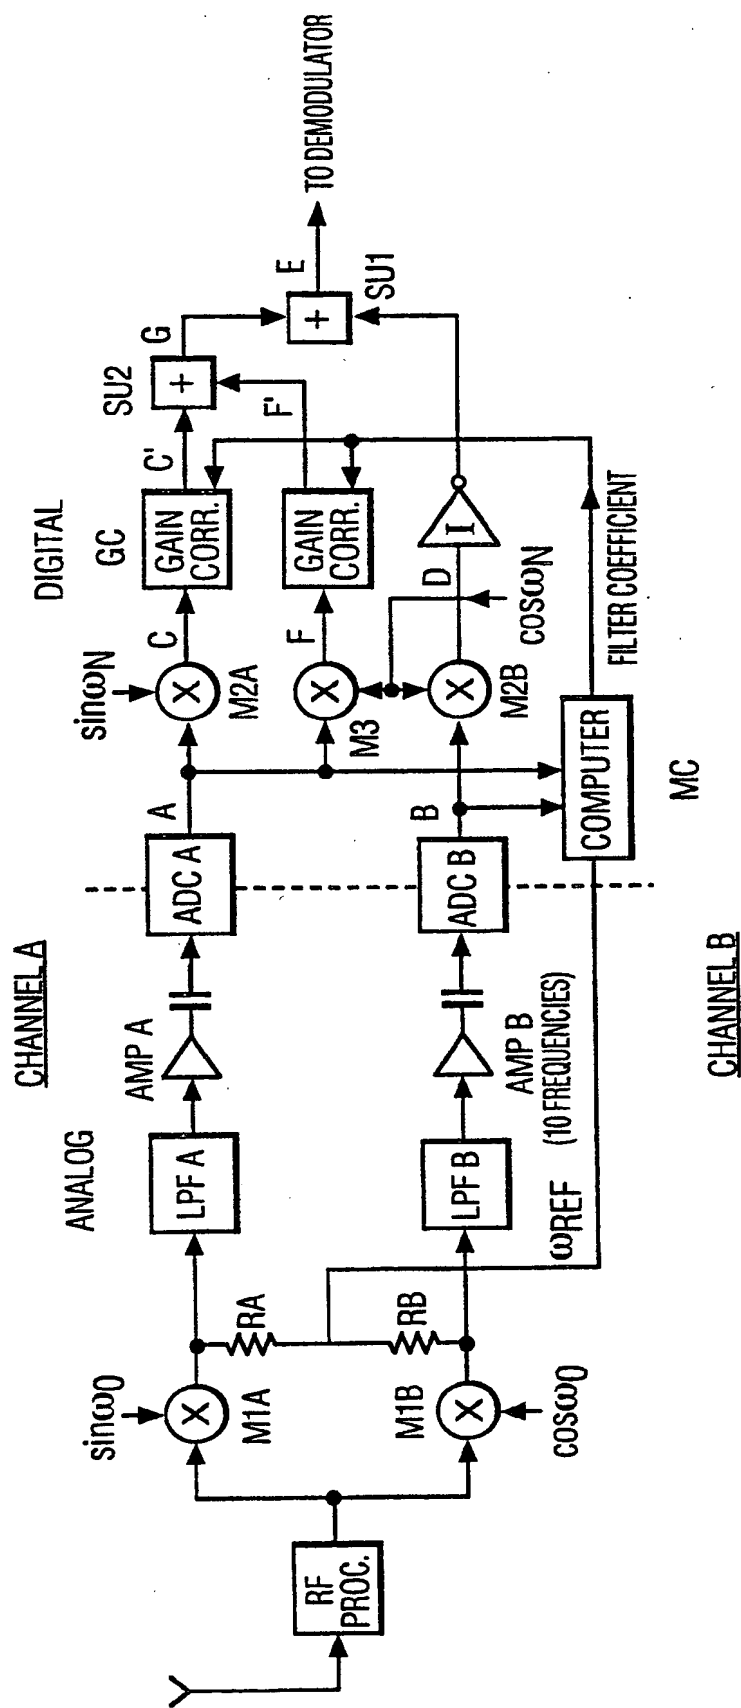 CHANNEL A
ANALOG
DIGITAL
RF
PROC.
sinω0
M1A
RA
LPF A
AMP A
ADC A
A
sinωN
M2A
C
GC
GAIN
CORR.
C'
SU2
+
G
M3
F
GAIN
CORR.
F'
+
E
SU1
TO DEMODULATOR
M1B
cosω0
RB
LPF B
AMP B
(10 FREQUENCIES)
ADC B
B
M2B
D
cosωN
I
ωREF
COMPUTER
MC
FILTER COEFFICIENT
CHANNEL B
X
X
X
X
X